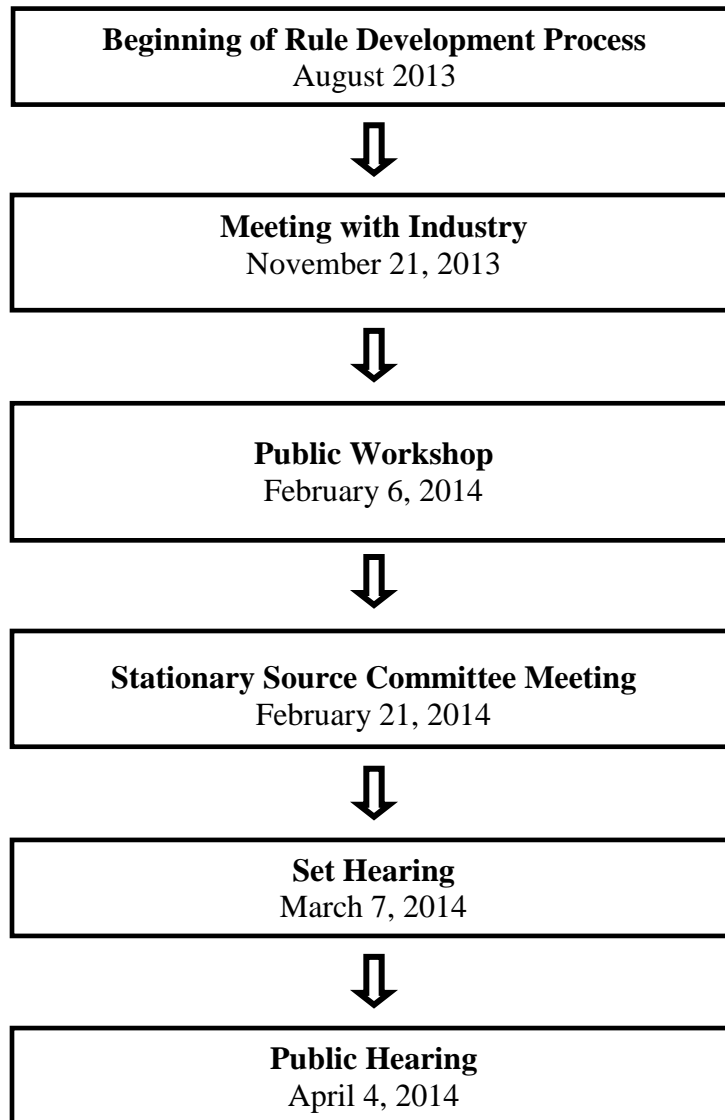 Beginning of Rule Development Process
August 2013
Meeting with Industry
November 21, 2013
Public Workshop
February 6, 2014
Stationary Source Committee Meeting
February 21, 2014
Set Hearing
March 7, 2014
Public Hearing
April 4, 2014